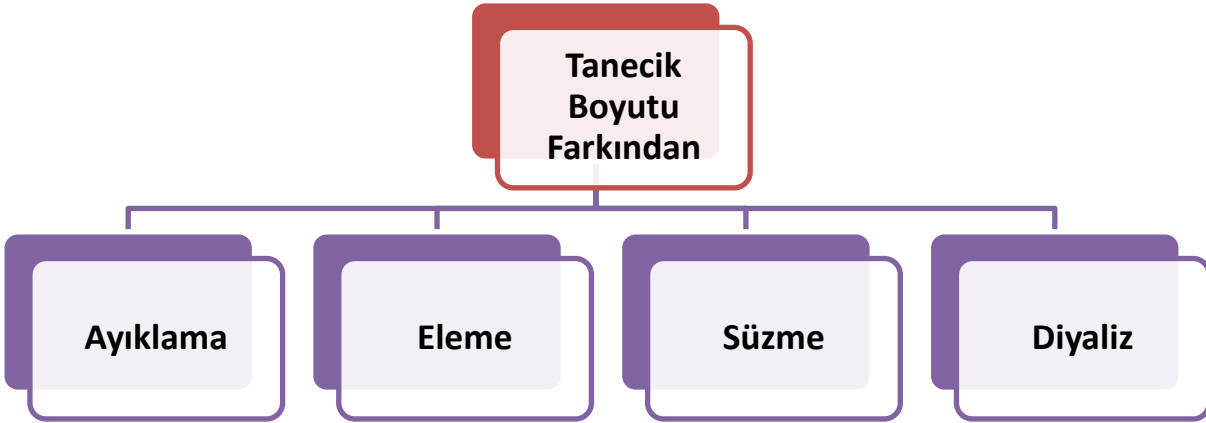 Tanecik
Boyutu
Farkından
Ayıklama
Eleme
Süzme
Diyaliz